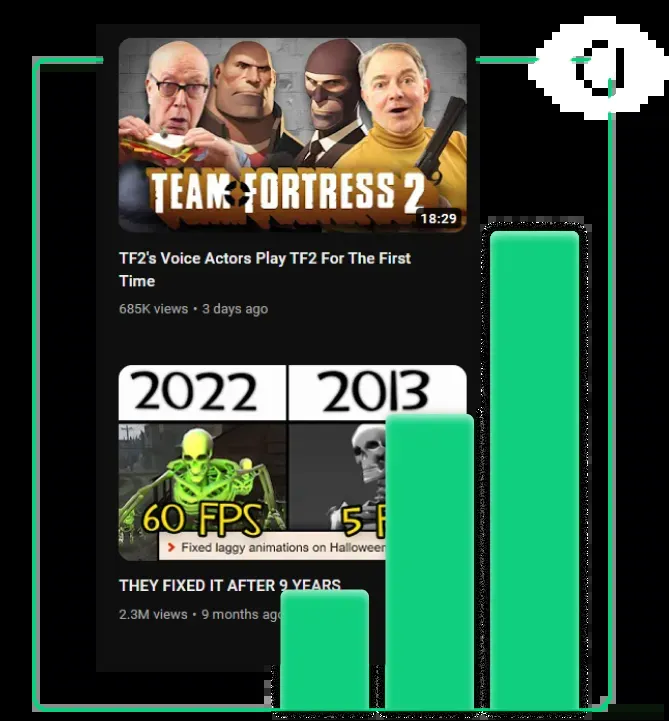 TEAM FORTRESS 2
18:29
TF2's Voice Actors Play TF2 For The First
Time
685K views • 3 days ago
2022 2013
60 FPS 5
Fixed laggy animations on Halloween
THEY FIXED IT AFTER 9 YEARS
2.3M views • 9 months ago